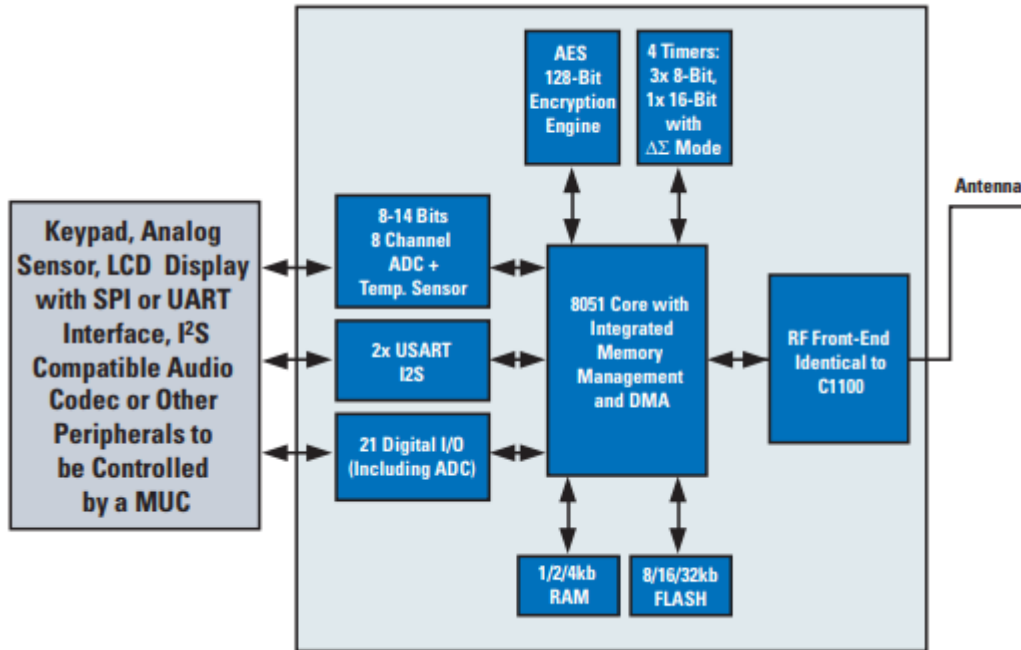 AES
128-Bit
Encryption
Engine
4 Timers:
3x 8-Bit,
1x 16-Bit
with
ΔΣ Mode
Antenna
Keypad, Analog
Sensor, LCD Display
with SPI or UART
Interface, I²S
Compatible Audio
Codec or Other
Peripherals to
be Controlled
by a MUC
8-14 Bits
8 Channel
ADC +
Temp. Sensor
2x USART
I2S
21 Digital I/O
(Including ADC)
8051 Core with
Integrated
Memory
Management
and DMA
RF Front-End
Identical to
C1100
1/2/4kb
RAM
8/16/32kb
FLASH